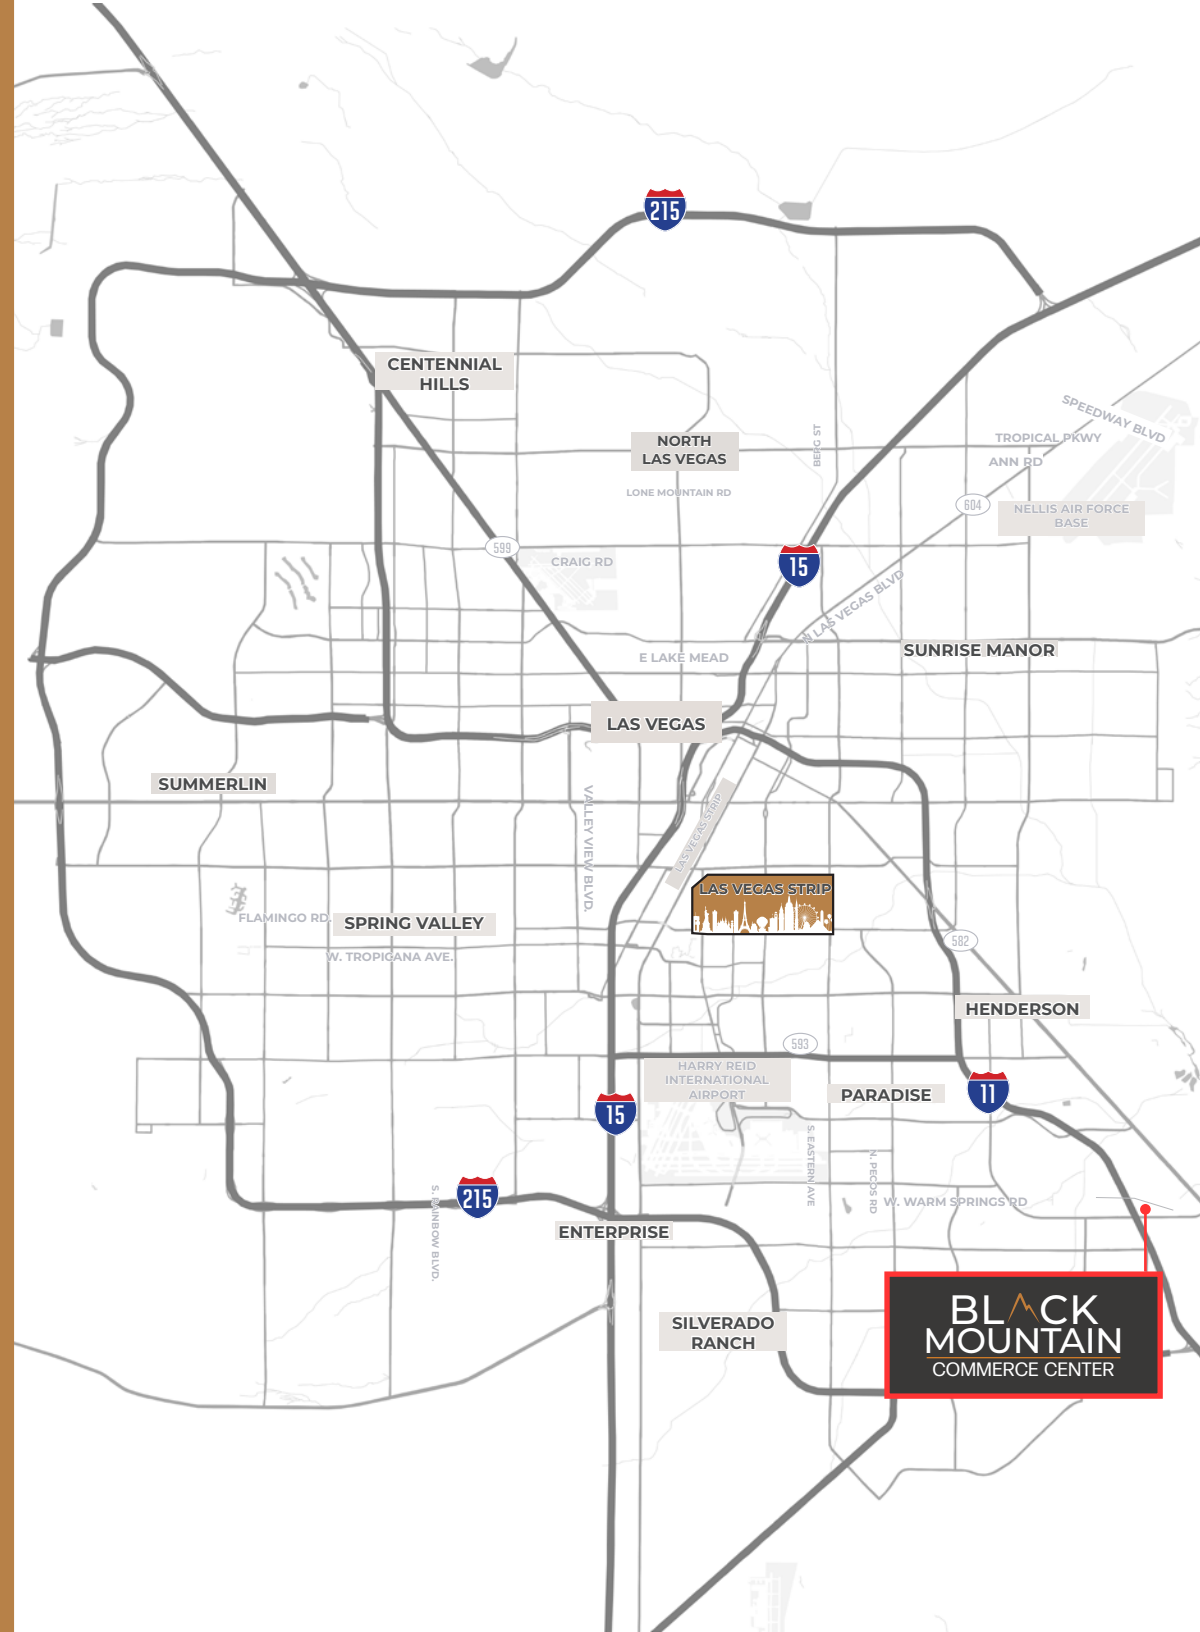 215
CENTENNIAL
HILLS
SPEEDWAY BLVD
BERG ST
TROPICAL PKWY
NORTH
LAS VEGAS
ANN RD
LONE MOUNTAIN RD
604
NELLIS AIR FORCE
BASE
599
CRAIG RD
15
N LAS VEGAS BLVD
E LAKE MEAD
SUNRISE MANOR
LAS VEGAS
SUMMERLIN
VALLEY VIEW BLVD.
LAS VEGAS STRIP
LAS VEGAS STRIP
FLAMINGO RD.
SPRING VALLEY
582
W. TROPICANA AVE.
HENDERSON
593
HARRY REID
INTERNATIONAL
AIRPORT
PARADISE
11
15
S. EASTERN AVE
N. PECOS RD
215
S. RAINBOW BLVD.
W. WARM SPRINGS RD
ENTERPRISE
SILVERADO
RANCH
BLACK
MOUNTAIN
COMMERCE CENTER